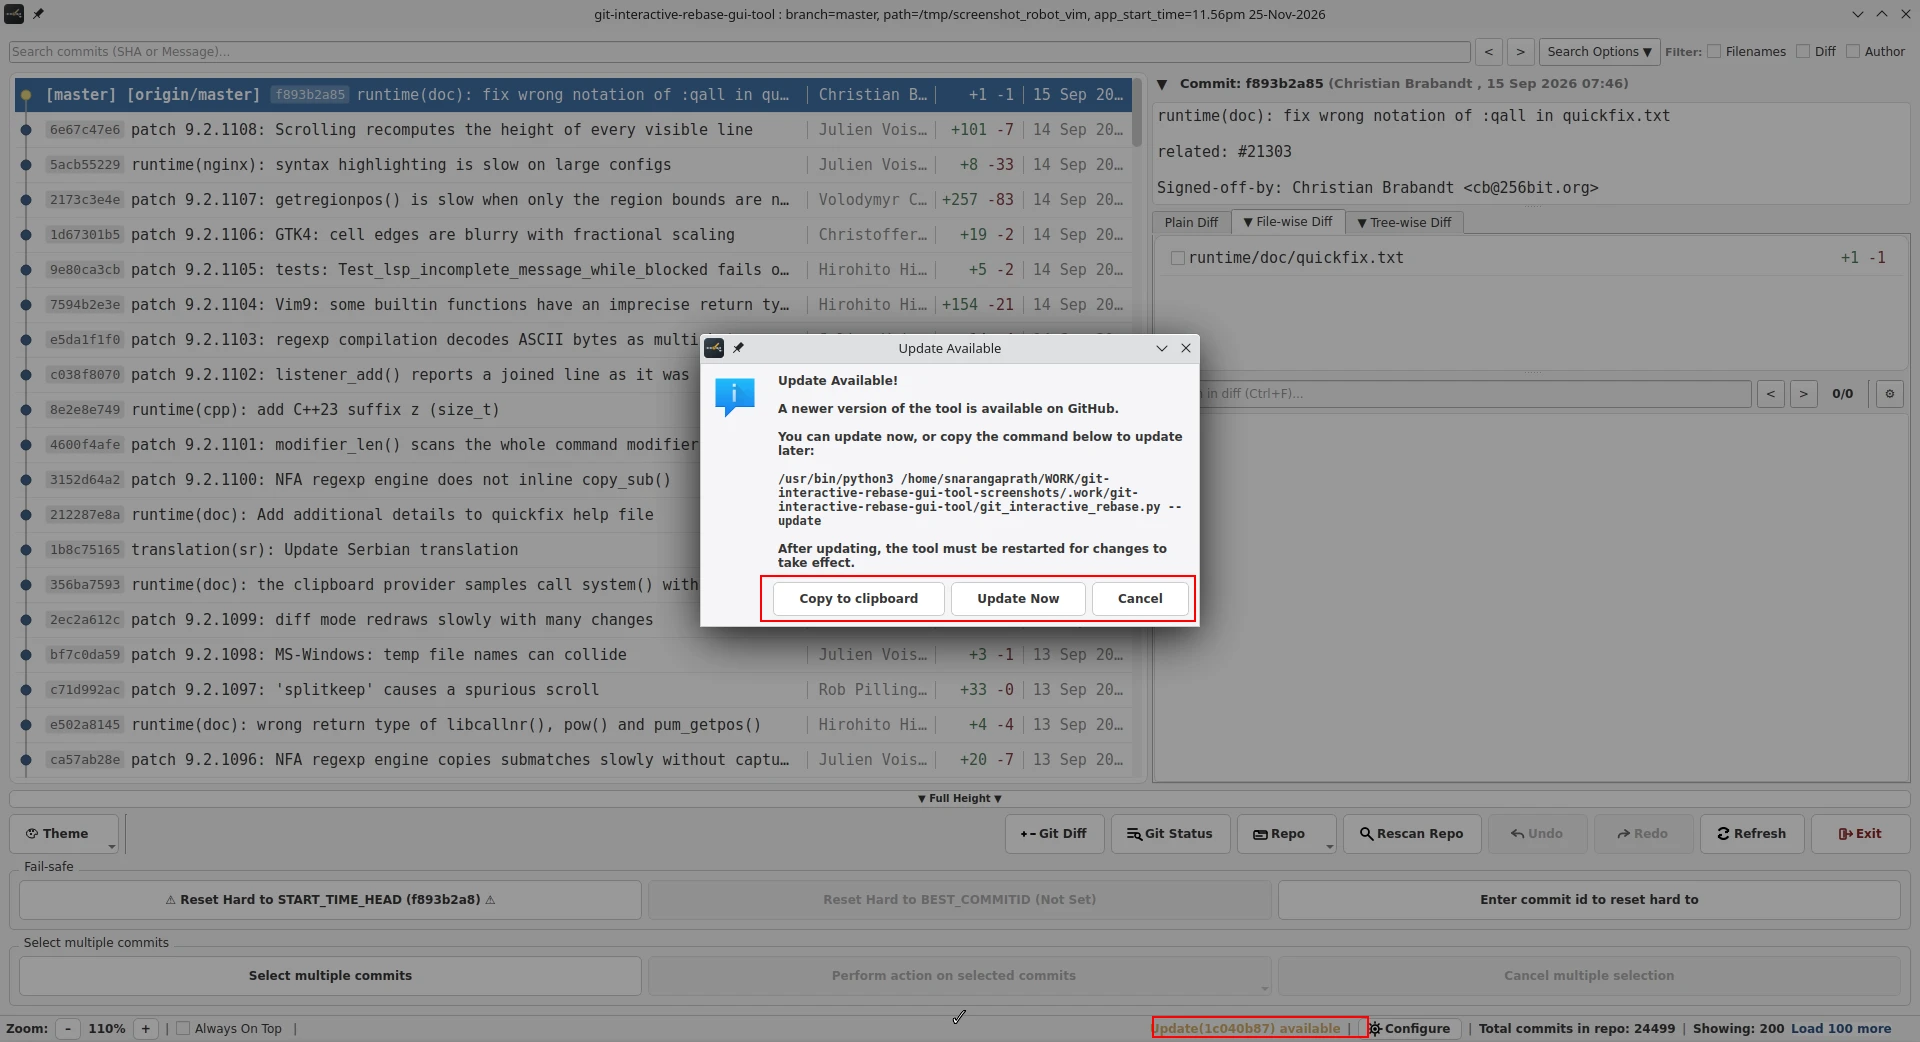 git-interactive-rebase-gui-tool : branch=master, path=/tmp/screenshot_robot_vim, app_start_time=11.56pm 25-Nov-2026
Search commits (SHA or Message)... < > Search Options ▼ Filter: Filenames Diff Author
[master] [origin/master] f893b2a85 runtime(doc): fix wrong notation of :qall in qu… Christian B… +1 -1 15 Sep 20…
6e67c47e6 patch 9.2.1108: Scrolling recomputes the height of every visible line Julien Vois… +101 -7 14 Sep 20…
5acb55229 runtime(nginx): syntax highlighting is slow on large configs Julien Vois… +8 -33 14 Sep 20…
2173c3e4e patch 9.2.1107: getregionpos() is slow when only the region bounds are n… Volodymyr C… +257 -83 14 Sep 20…
1d67301b5 patch 9.2.1106: GTK4: cell edges are blurry with fractional scaling Christoffer… +19 -2 14 Sep 20…
9e80ca3cb patch 9.2.1105: tests: Test_lsp_incomplete_message_while_blocked fails o… Hirohito Hi… +5 -2 14 Sep 20…
7594b2e3e patch 9.2.1104: Vim9: some builtin functions have an imprecise return ty… Hirohito Hi… +154 -21 14 Sep 20…
e5da1f1f0 patch 9.2.1103: regexp compilation decodes ASCII bytes as multi
c038f8070 patch 9.2.1102: listener_add() reports a joined line as it was
8e2e8e749 runtime(cpp): add C++23 suffix z (size_t)
4600f4afe patch 9.2.1101: modifier_len() scans the whole command modifier
3152d64a2 patch 9.2.1100: NFA regexp engine does not inline copy_sub()
212287e8a runtime(doc): Add additional details to quickfix help file
1b8c75165 translation(sr): Update Serbian translation
356ba7593 runtime(doc): the clipboard provider samples call system() with
2ec2a612c patch 9.2.1099: diff mode redraws slowly with many changes
bf7c0da59 patch 9.2.1098: MS-Windows: temp file names can collide Julien Vois… +3 -1 13 Sep 20…
c71d992ac patch 9.2.1097: 'splitkeep' causes a spurious scroll Rob Pilling… +33 -0 13 Sep 20…
e502a8145 runtime(doc): wrong return type of libcallnr(), pow() and pum_getpos() Hirohito Hi… +4 -4 13 Sep 20…
ca57ab28e patch 9.2.1096: NFA regexp engine copies submatches slowly without captu… Julien Vois… +20 -7 13 Sep 20…
▼ Commit: f893b2a85 (Christian Brabandt , 15 Sep 2026 07:46)
runtime(doc): fix wrong notation of :qall in quickfix.txt
related: #21303
Signed-off-by: Christian Brabandt <cb@256bit.org>
Plain Diff ▼ File-wise Diff ▼ Tree-wise Diff
runtime/doc/quickfix.txt +1 -1
in diff (Ctrl+F)... < > 0/0
Update Available
Update Available!
A newer version of the tool is available on GitHub.
You can update now, or copy the command below to update
later:
/usr/bin/python3 /home/snarangaprath/WORK/git-
interactive-rebase-gui-tool-screenshots/.work/git-
interactive-rebase-gui-tool/git_interactive_rebase.py --
update
After updating, the tool must be restarted for changes to
take effect.
Copy to clipboard Update Now Cancel
▼ Full Height ▼
Theme Git Diff Git Status Repo Rescan Repo Undo Redo Refresh Exit
Fail-safe
⚠ Reset Hard to START_TIME_HEAD (f893b2a8) ⚠ Reset Hard to BEST_COMMITID (Not Set) Enter commit id to reset hard to
Select multiple commits
Select multiple commits Perform action on selected commits Cancel multiple selection
Zoom: - 110% + | Always On Top | Update(1c040b87) available | Configure | Total commits in repo: 24499 | Showing: 200 Load 100 more